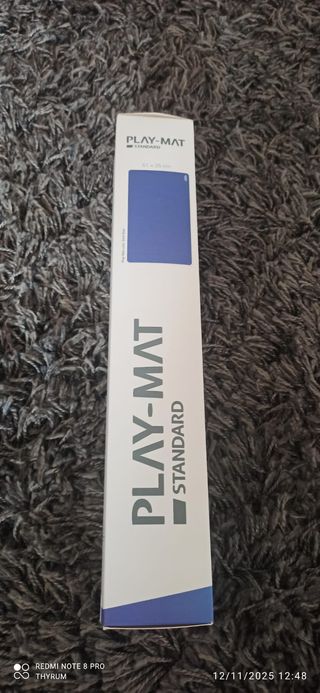 PLAY-MAT
STANDARD
61 x 35 cm
PLAY-MAT
STANDARD
REDMI NOTE 8 PRO
THYRUM
12/11/2025 12:48